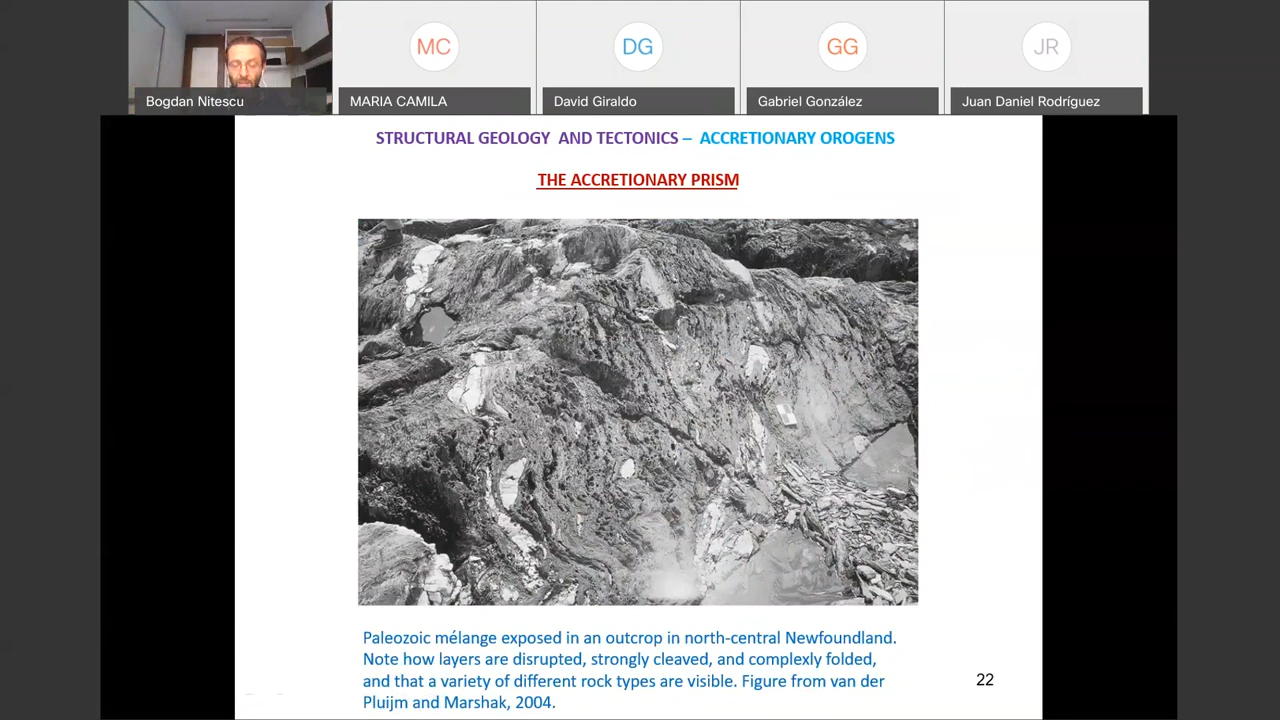 MC
DG
GG
JR
Bogdan Nitescu
MARIA CAMILA
David Giraldo
Gabriel González
Juan Daniel Rodríguez
STRUCTURAL GEOLOGY AND TECTONICS – ACCRETIONARY OROGENS
THE ACCRETIONARY PRISM
Paleozoic mélange exposed in an outcrop in north-central Newfoundland.
Note how layers are disrupted, strongly cleaved, and complexly folded,
and that a variety of different rock types are visible. Figure from van der
Pluijm and Marshak, 2004.
22